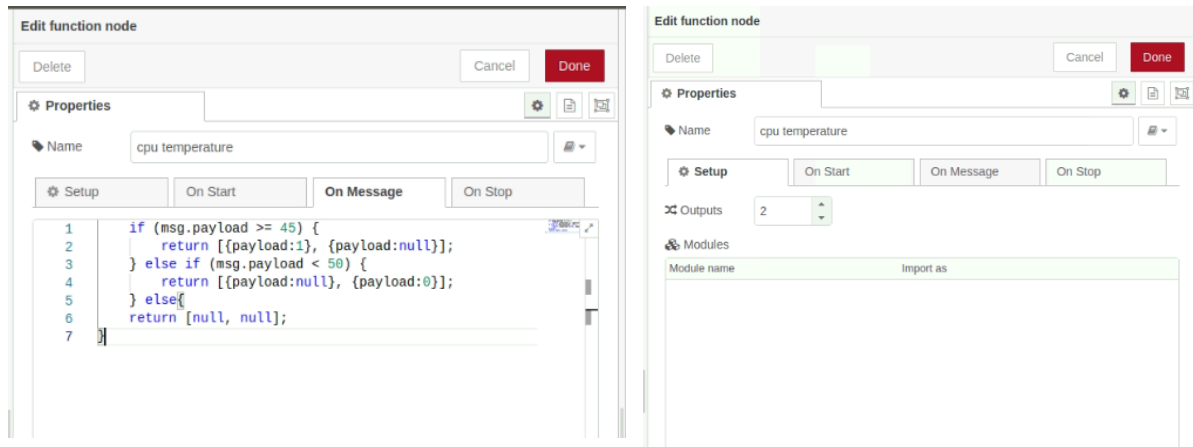 Edit function node
Delete
Cancel
Done
Properties
Name
cpu temperature
Setup
On Start
On Message
On Stop
1 if (msg.payload >= 45) {
2 return [{payload:1}, {payload:null}];
3 } else if (msg.payload < 50) {
4 return [{payload:null}, {payload:0}];
5 } else{
6 return [null, null];
7 }
Edit function node
Delete
Cancel
Done
Properties
Name
cpu temperature
Setup
On Start
On Message
On Stop
Outputs
2
Modules
Module name
Import as